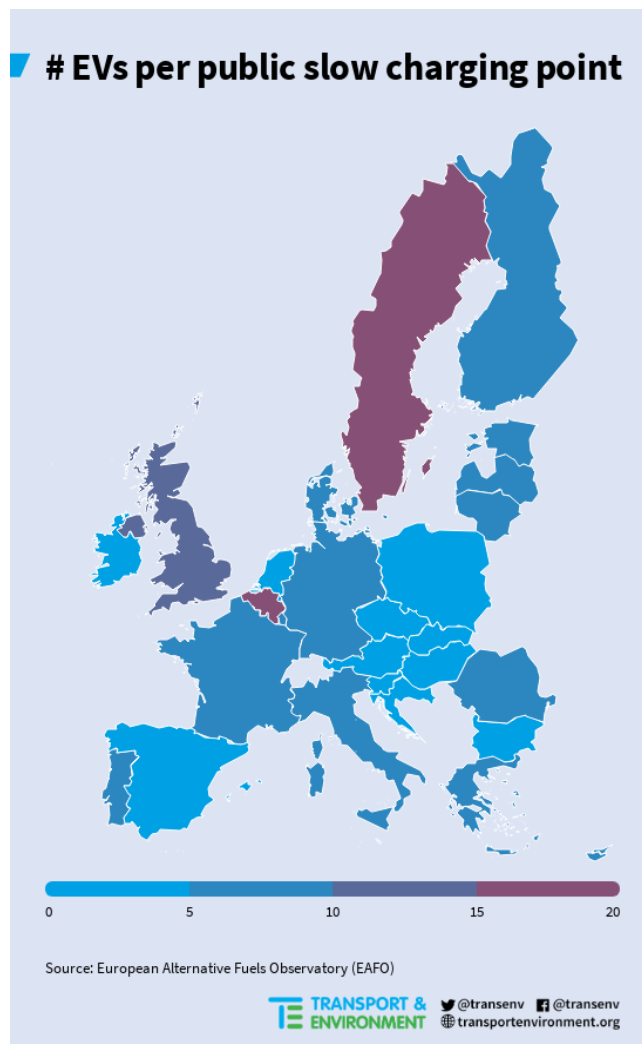 # EVs per public slow charging point
0 5 10 15 20
Source: European Alternative Fuels Observatory (EAFO)
TRANSPORT &
ENVIRONMENT
@transenv @transenv
transportenvironment.org